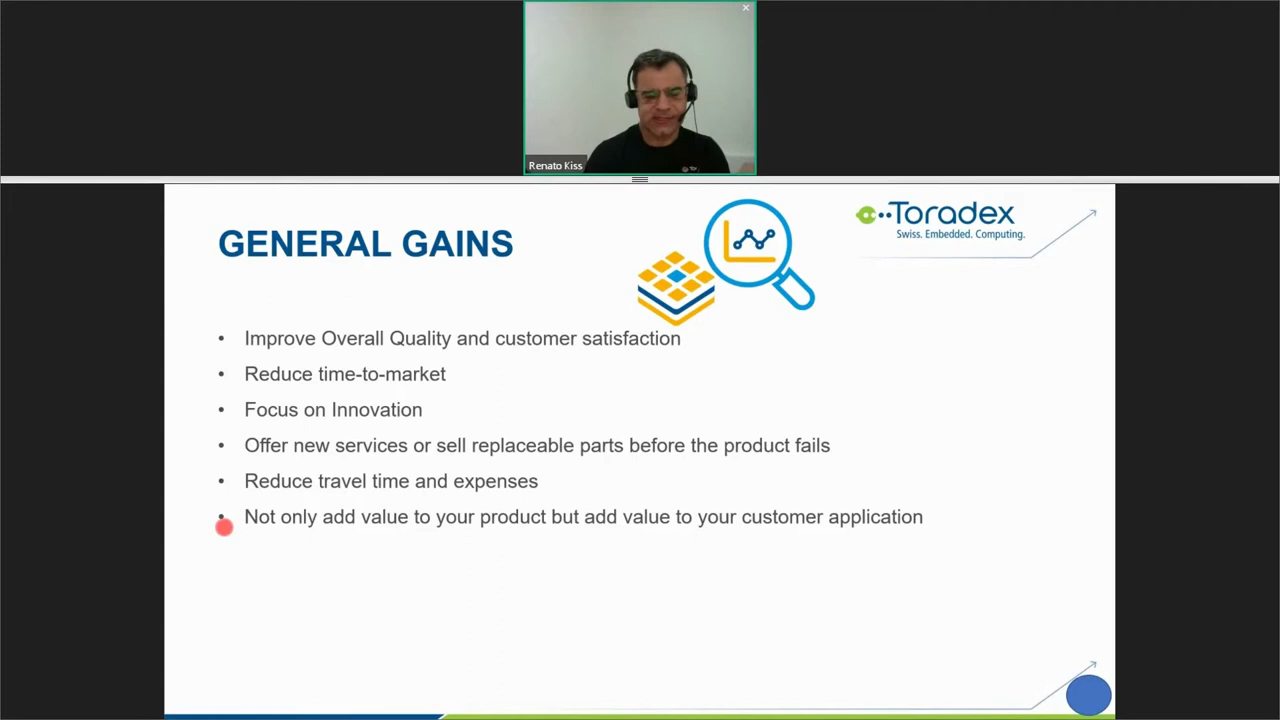 Renato Kiss
GENERAL GAINS
Toradex
Swiss. Embedded. Computing.
• Improve Overall Quality and customer satisfaction
• Reduce time-to-market
• Focus on Innovation
• Offer new services or sell replaceable parts before the product fails
• Reduce travel time and expenses
• Not only add value to your product but add value to your customer application